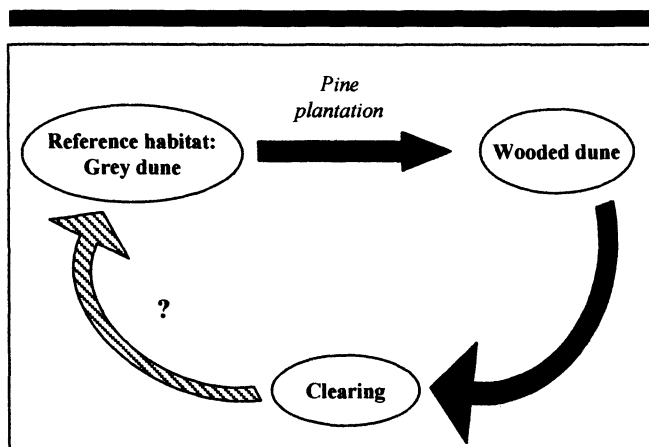 Pine
plantation
Reference habitat:
Grey dune
Wooded dune
?
Clearing